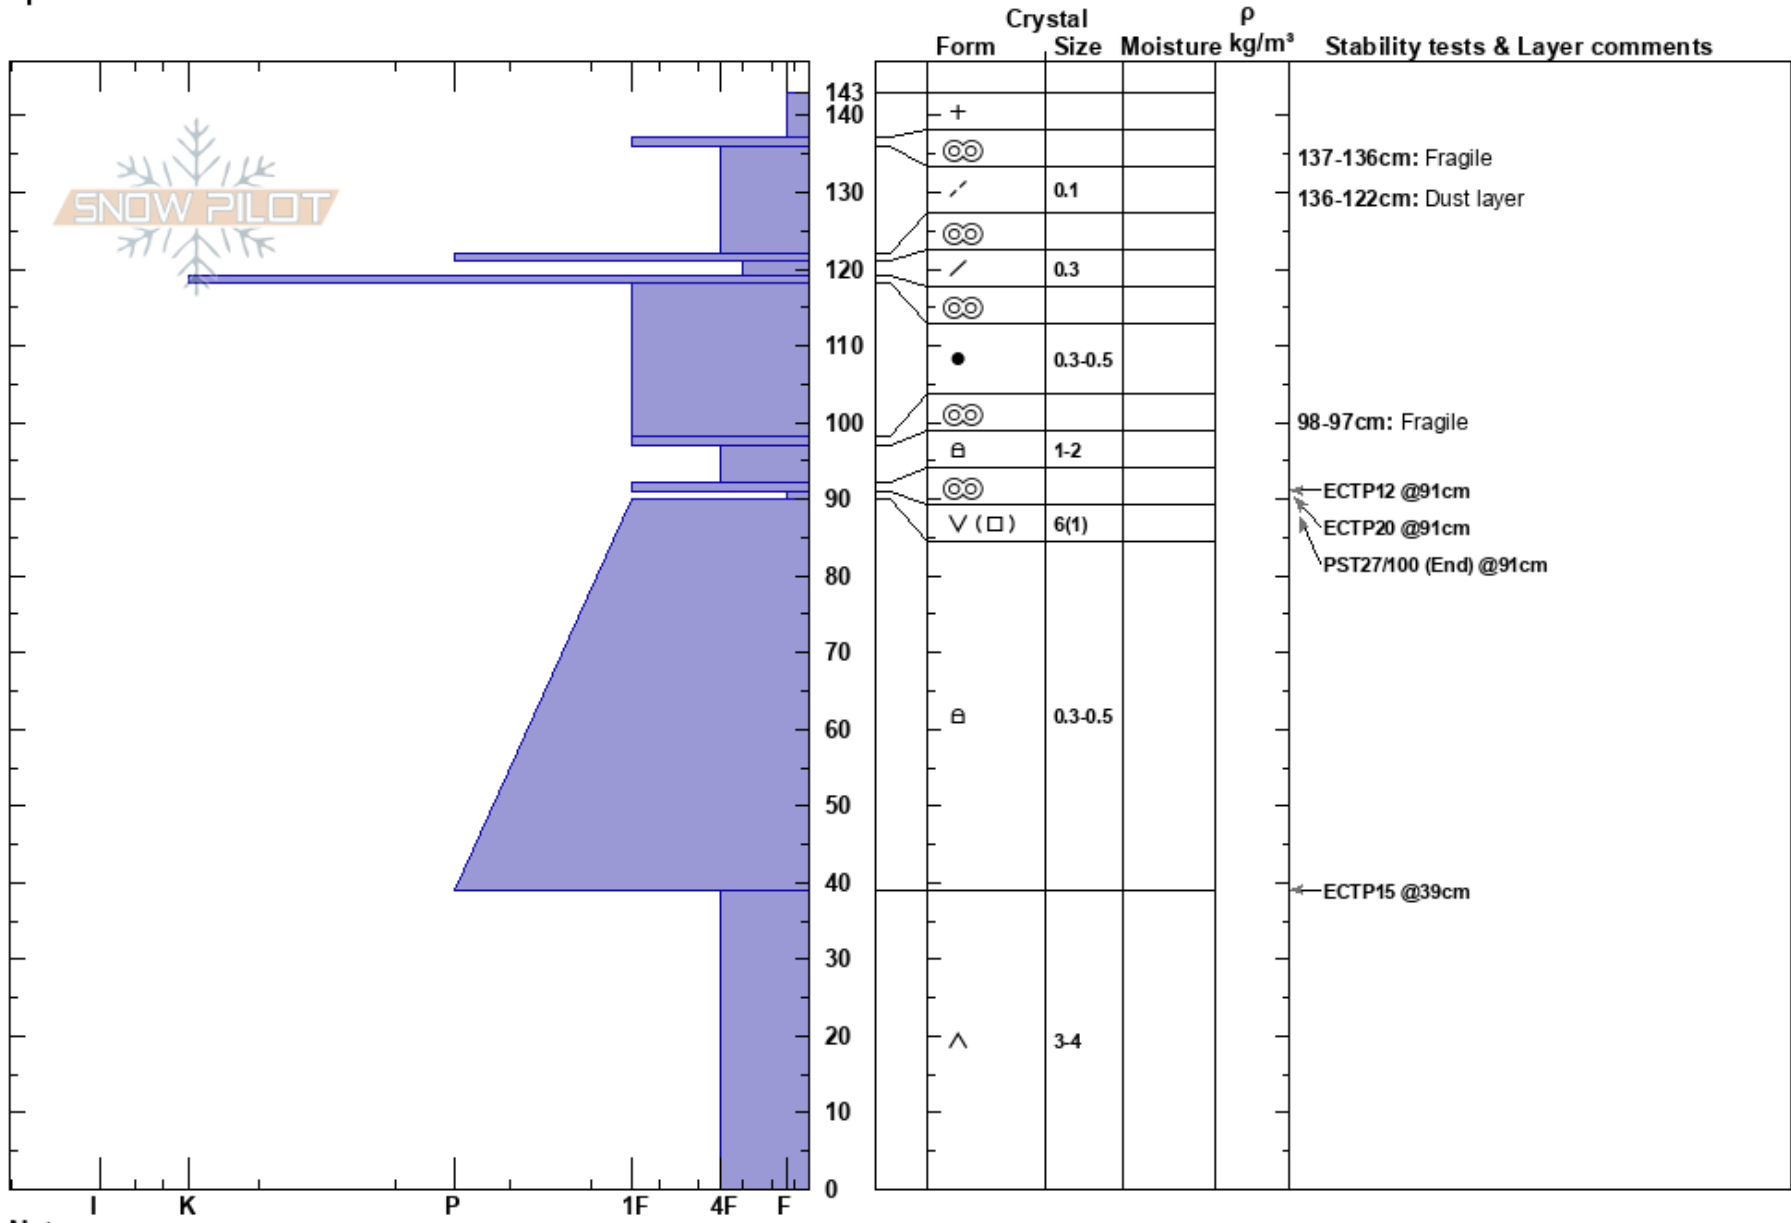 Crystal ρ
Form Size Moisture kg/m³ Stability tests & Layer comments
SNOW PILOT
143
140
130
120
110
100
90
80
70
60
50
40
30
20
10
0
+
0.1
0.3
0.3-0.5
1-2
6(1)
0.3-0.5
3-4
137-136cm: Fragile
136-122cm: Dust layer
98-97cm: Fragile
ECTP12 @91cm
ECTP20 @91cm
PST27/100 (End) @91cm
ECTP15 @39cm
I K P 1F 4F F